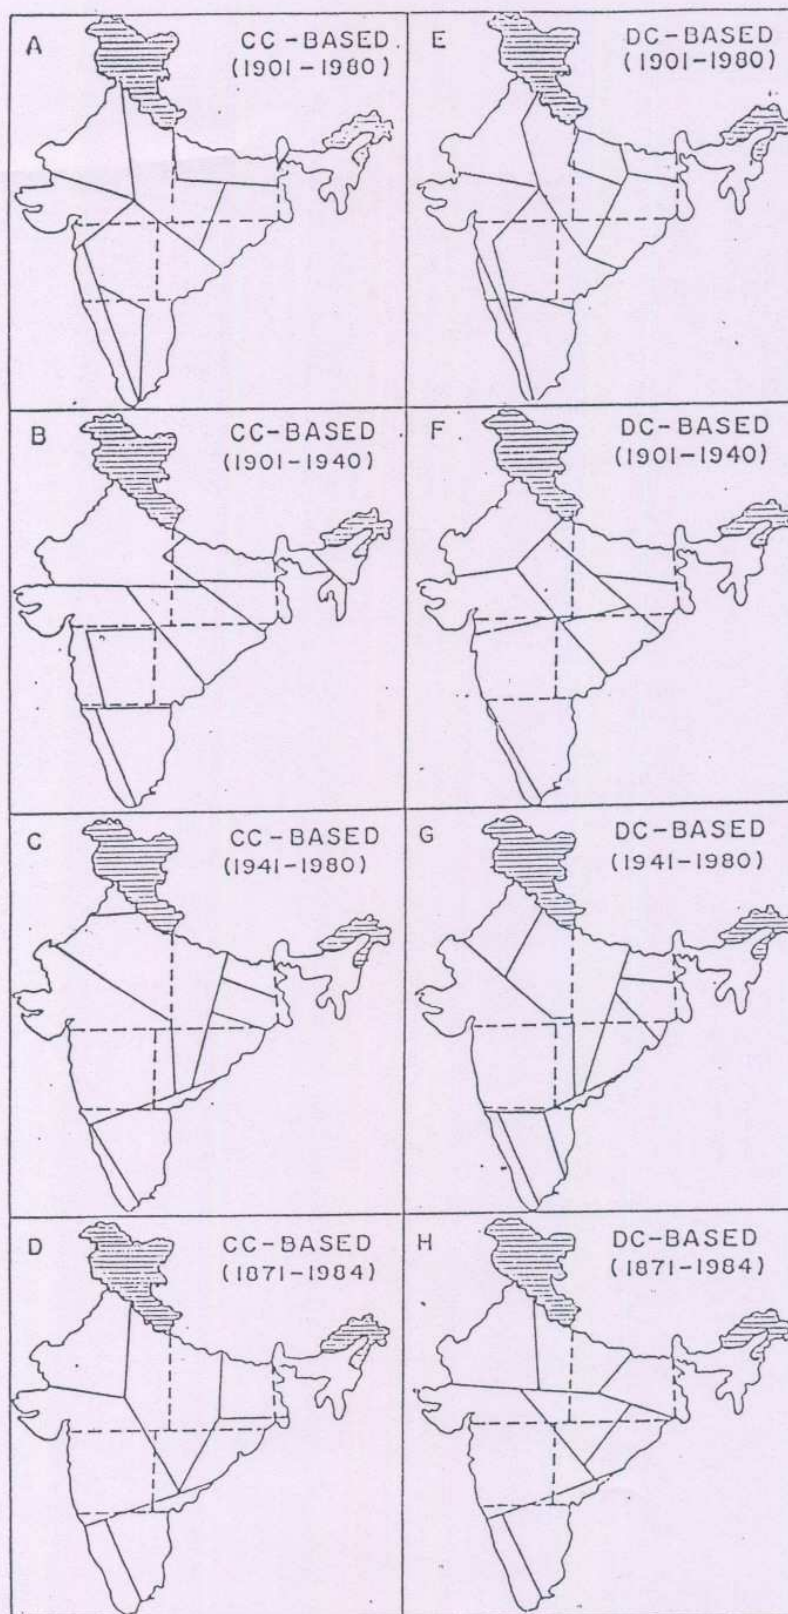 A
CC-BASED
(1901-1980)
E
DC-BASED
(1901-1980)
B
CC-BASED
(1901-1940)
F
DC-BASED
(1901-1940)
C
CC-BASED
(1941-1980)
G
DC-BASED
(1941-1980)
D
CC-BASED
(1871-1984)
H
DC-BASED
(1871-1984)